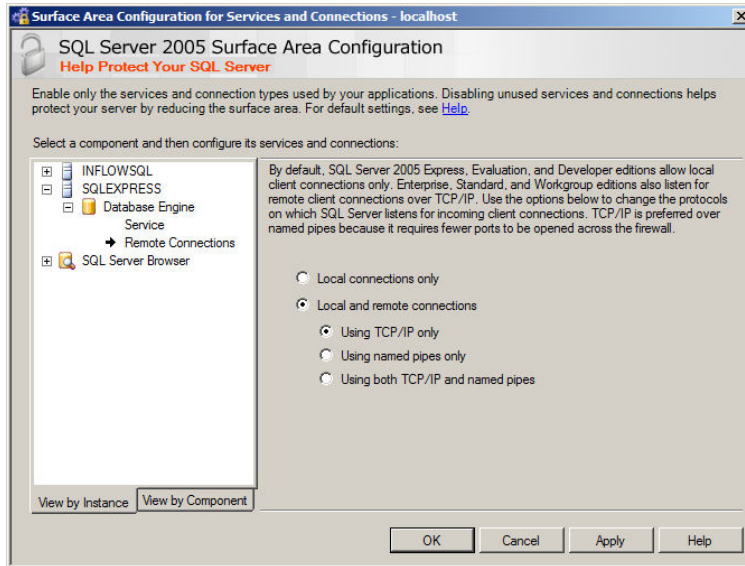 Surface Area Configuration for Services and Connections - localhost
SQL Server 2005 Surface Area Configuration
Help Protect Your SQL Server
Enable only the services and connection types used by your applications. Disabling unused services and connections helps
protect your server by reducing the surface area. For default settings, see Help.
Select a component and then configure its services and connections:
INFLOWSQL
SQLEXPRESS
Database Engine
Service
Remote Connections
SQL Server Browser
View by Instance
View by Component
By default, SQL Server 2005 Express, Evaluation, and Developer editions allow local
client connections only. Enterprise, Standard, and Workgroup editions also listen for
remote client connections over TCP/IP. Use the options below to change the protocols
on which SQL Server listens for incoming client connections. TCP/IP is preferred over
named pipes because it requires fewer ports to be opened across the firewall.
Local connections only
Local and remote connections
Using TCP/IP only
Using named pipes only
Using both TCP/IP and named pipes
OK
Cancel
Apply
Help